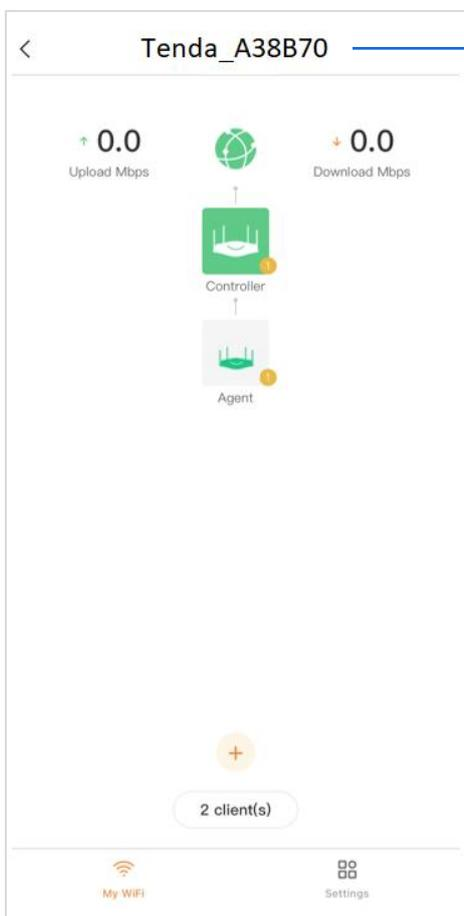 Tenda_A38B70
0.0
0.0
Upload Mbps
Download Mbps
1
Controller
1
Agent
+
2 client(s)
My WiFi
Settings